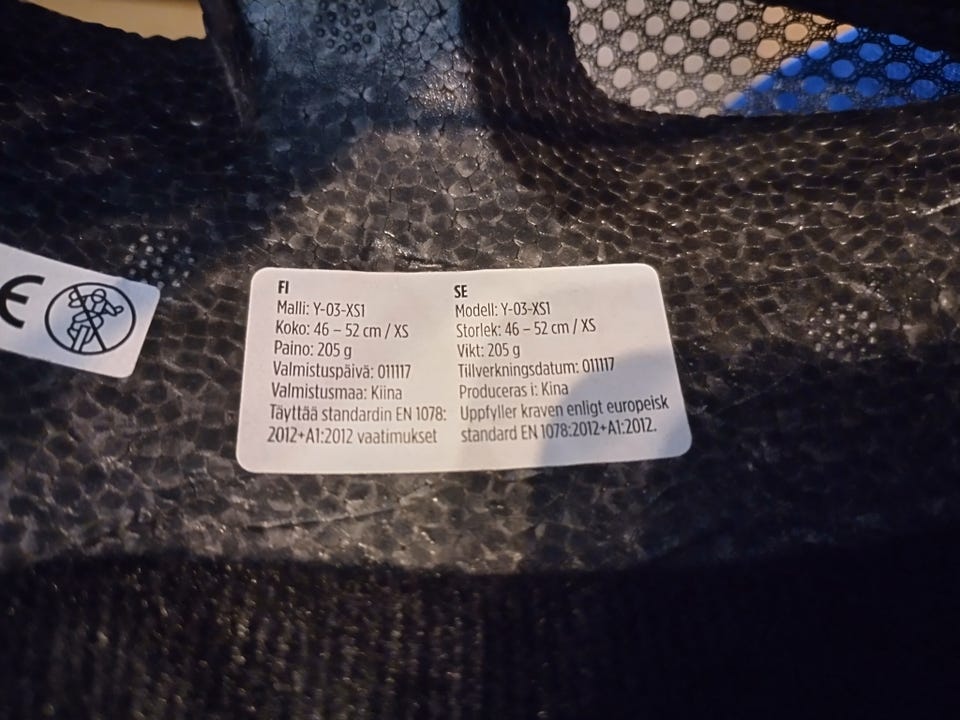 CE
FI
Malli: Y-03-XS1
Koko: 46 – 52 cm / XS
Paino: 205 g
Valmistuspäivä: 011117
Valmistusmaa: Kiina
Täyttää standardin EN 1078:
2012+A1:2012 vaatimukset
SE
Modell: Y-03-XS1
Storlek: 46 – 52 cm / XS
Vikt: 205 g
Tillverkningsdatum: 011117
Produceras i: Kina
Uppfyller kraven enligt europeisk
standard EN 1078:2012+A1:2012.